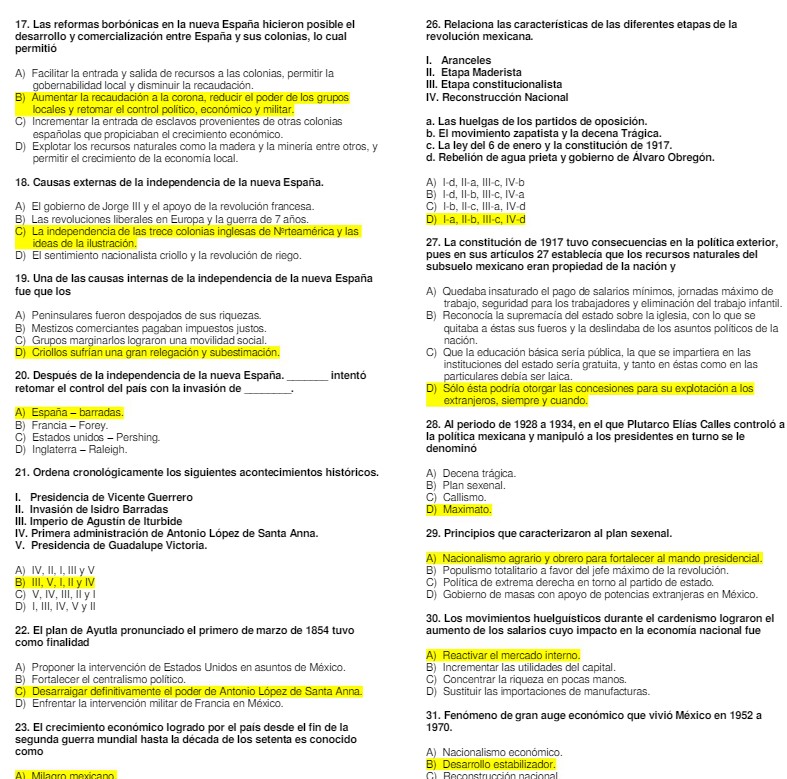 17. Las reformas borbónicas en la nueva España hicieron posible el
desarrollo y comercialización entre España y sus colonias, lo cual
permitió
A) Facilitar la entrada y salida de recursos a las colonias, permitir la
gobernabilidad local y disminuir la recaudación.
B) Aumentar la recaudación a la corona, reducir el poder de los grupos
locales y retomar el control político, económico y militar.
C) Incrementar la entrada de esclavos provenientes de otras colonias
españolas que propiciaban el crecimiento económico.
D) Explotar los recursos naturales como la madera y la minería entre otros, y
permitir el crecimiento de la economía local.
18. Causas externas de la independencia de la nueva España.
A) El gobierno de Jorge III y el apoyo de la revolución francesa.
B) Las revoluciones liberales en Europa y la guerra de 7 años.
C) La independencia de las trece colonias inglesas de Nºrteamérica y las
ideas de la ilustración.
D) El sentimiento nacionalista criollo y la revolución de riego.
19. Una de las causas internas de la independencia de la nueva España
fue que los
A) Peninsulares fueron despojados de sus riquezas.
B) Mestizos comerciantes pagaban impuestos justos.
C) Grupos marginarlos lograron una movilidad social.
D) Criollos sufrían una gran relegación y subestimación.
20. Después de la independencia de la nueva España. _______ intentó
retomar el control del país con la invasión de ________.
A) España – barradas.
B) Francia – Forey.
C) Estados unidos – Pershing.
D) Inglaterra – Raleigh.
21. Ordena cronológicamente los siguientes acontecimientos históricos.
I. Presidencia de Vicente Guerrero
II. Invasión de Isidro Barradas
III. Imperio de Agustín de Iturbide
IV. Primera administración de Antonio López de Santa Anna.
V. Presidencia de Guadalupe Victoria.
A) IV, II, I, III y V
B) III, V, I, II y IV
C) V, IV, III, II y I
D) I, III, IV, V y II
22. El plan de Ayutla pronunciado el primero de marzo de 1854 tuvo
como finalidad
A) Proponer la intervención de Estados Unidos en asuntos de México.
B) Fortalecer el centralismo político.
C) Desarraigar definitivamente el poder de Antonio López de Santa Anna.
D) Enfrentar la intervención militar de Francia en México.
23. El crecimiento económico logrado por el país desde el fin de la
segunda guerra mundial hasta la década de los setenta es conocido
como
A) Milagro mexicano.
26. Relaciona las características de las diferentes etapas de la
revolución mexicana.
I. Aranceles
II. Etapa Maderista
III. Etapa constitucionalista
IV. Reconstrucción Nacional
a. Las huelgas de los partidos de oposición.
b. El movimiento zapatista y la decena Trágica.
c. La ley del 6 de enero y la constitución de 1917.
d. Rebelión de agua prieta y gobierno de Álvaro Obregón.
A) I-d, II-a, III-c, IV-b
B) I-d, II-b, III-c, IV-a
C) I-b, II-c, III-a, IV-d
D) I-a, II-b, III-c, IV-d
27. La constitución de 1917 tuvo consecuencias en la política exterior,
pues en sus artículos 27 establecía que los recursos naturales del
subsuelo mexicano eran propiedad de la nación y
A) Quedaba insaturado el pago de salarios mínimos, jornadas máximo de
trabajo, seguridad para los trabajadores y eliminación del trabajo infantil.
B) Reconocía la supremacía del estado sobre la iglesia, con lo que se
quitaba a éstas sus fueros y la deslindaba de los asuntos políticos de la
nación.
C) Que la educación básica sería pública, la que se impartiera en las
instituciones del estado sería gratuita, y tanto en éstas como en las
particulares debía ser laica.
D) Sólo ésta podría otorgar las concesiones para su explotación a los
extranjeros, siempre y cuando.
28. Al periodo de 1928 a 1934, en el que Plutarco Elías Calles controló a
la política mexicana y manipuló a los presidentes en turno se le
denominó
A) Decena trágica.
B) Plan sexenal.
C) Callismo.
D) Maximato.
29. Principios que caracterizaron al plan sexenal.
A) Nacionalismo agrario y obrero para fortalecer al mando presidencial.
B) Populismo totalitario a favor del jefe máximo de la revolución.
C) Política de extrema derecha en torno al partido de estado.
D) Gobierno de masas con apoyo de potencias extranjeras en México.
30. Los movimientos huelguísticos durante el cardenismo lograron el
aumento de los salarios cuyo impacto en la economía nacional fue
A) Reactivar el mercado interno.
B) Incrementar las utilidades del capital.
C) Concentrar la riqueza en pocas manos.
D) Sustituir las importaciones de manufacturas.
31. Fenómeno de gran auge económico que vivió México en 1952 a
1970.
A) Nacionalismo económico.
B) Desarrollo estabilizador.
C) Reconstrucción nacional